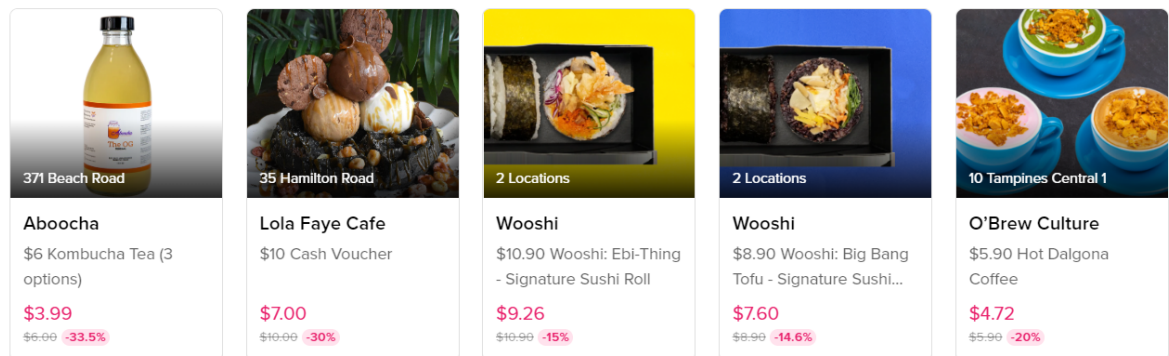 The OG
371 Beach Road
Aboocha
$6 Kombucha Tea (3
options)
$3.99
$6.00 -33.5%
35 Hamilton Road
Lola Faye Cafe
$10 Cash Voucher
$7.00
$10.00 -30%
2 Locations
Wooshi
$10.90 Wooshi: Ebi-Thing
- Signature Sushi Roll
$9.26
$10.90 -15%
2 Locations
Wooshi
$8.90 Wooshi: Big Bang
Tofu - Signature Sushi...
$7.60
$8.90 -14.6%
10 Tampines Central 1
O'Brew Culture
$5.90 Hot Dalgona
Coffee
$4.72
$5.90 -20%